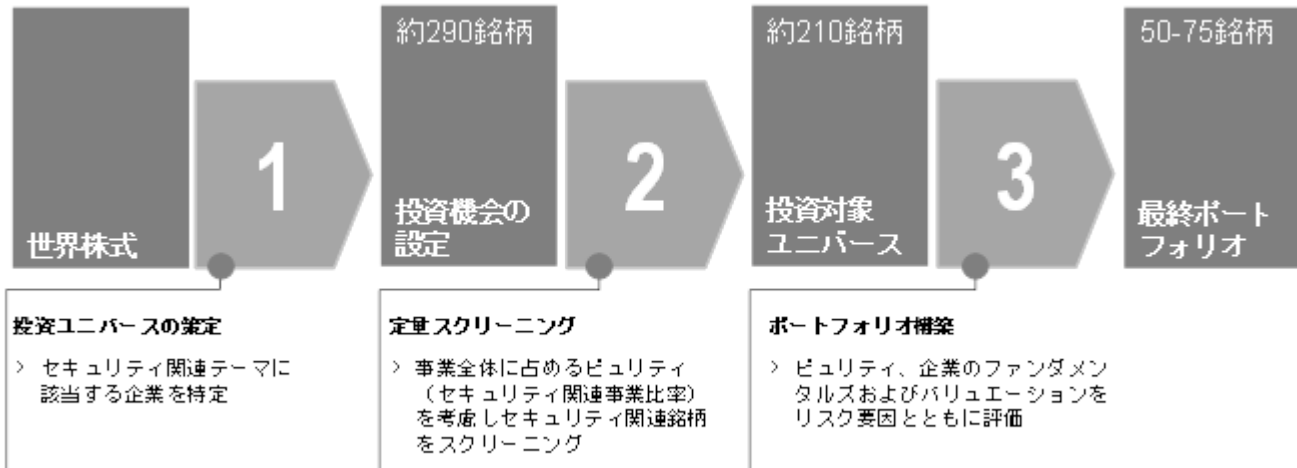 世界株式
1
約290銘柄
投資機会の
設定
2
約210銘柄
投資対象
ユニバース
3
50-75銘柄
最終ポート
フォリオ
投資ユニバースの策定
> セキュリティ関連テーマに
該当する企業を特定
定量スクリーニング
> 事業全体に占めるピュリティ
（セキュリティ関連事業比率）
を考慮しセキュリティ関連銘柄
をスクリーニング
ポートフォリオ構築
> ピュリティ、企業のファンダメン
タルズおよびバリュエーションを
リスク要因とともに評価